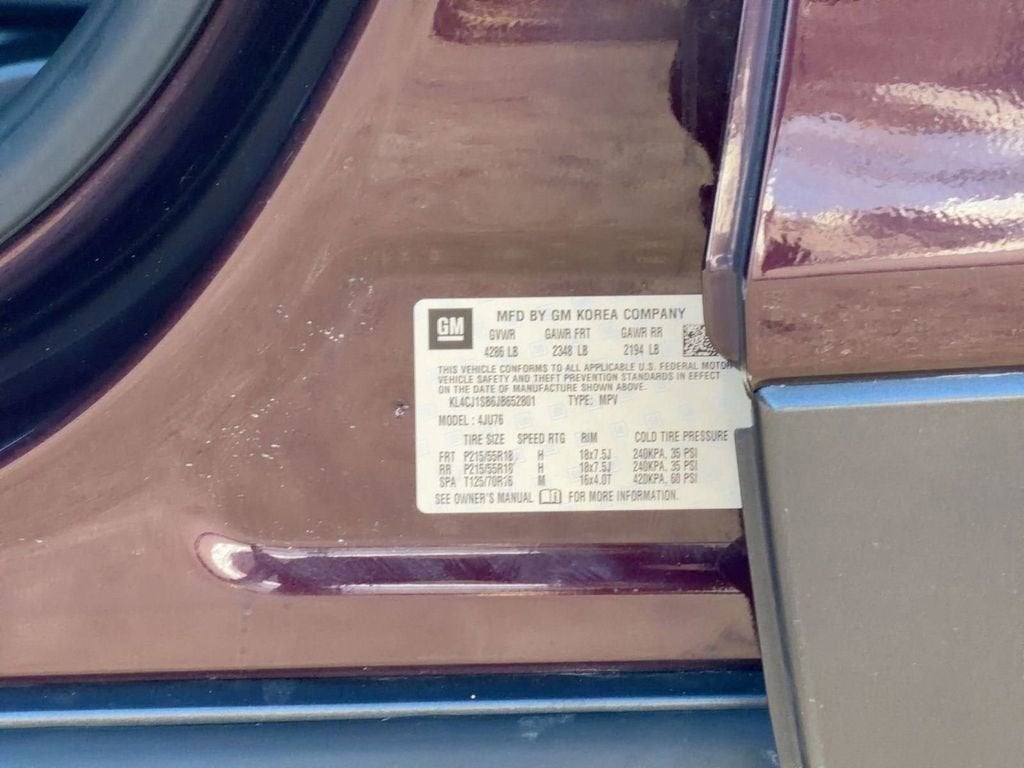 GM
MFD BY GM KOREA COMPANY
GVWR GAWR FRT GAWR RR
4286 LB 2348 LB 2194 LB
THIS VEHICLE CONFORMS TO ALL APPLICABLE U.S. FEDERAL MOTOR
VEHICLE SAFETY AND THEFT PREVENTION STANDARDS IN EFFECT
ON THE DATE OF MANUFACTURE SHOWN ABOVE.
KL4CJ1SB6JB652801 TYPE: MPV
MODEL : 4JU76
TIRE SIZE SPEED RTG RIM COLD TIRE PRESSURE
FRT P215/55R18 H 18x7.5J 240KPA, 35 PSI
RR P215/55R18 H 18x7.5J 240KPA, 35 PSI
SPA T125/70R16 M 16x4.0T 420KPA, 60 PSI
SEE OWNER'S MANUAL FOR MORE INFORMATION.